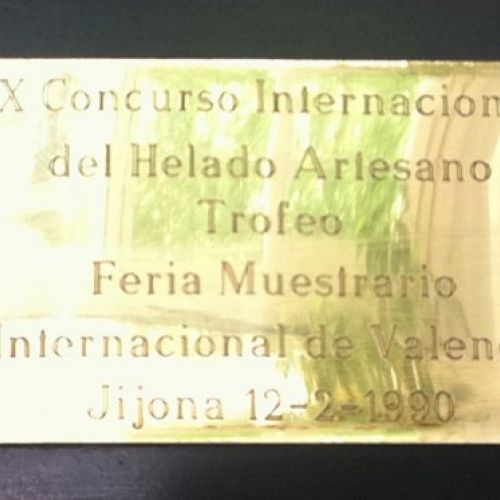 X Concurso Internacion
del Helado Artesano
Trofeo
Feria Muestrario
Internacional de Valen
Jijona 12-2-1990